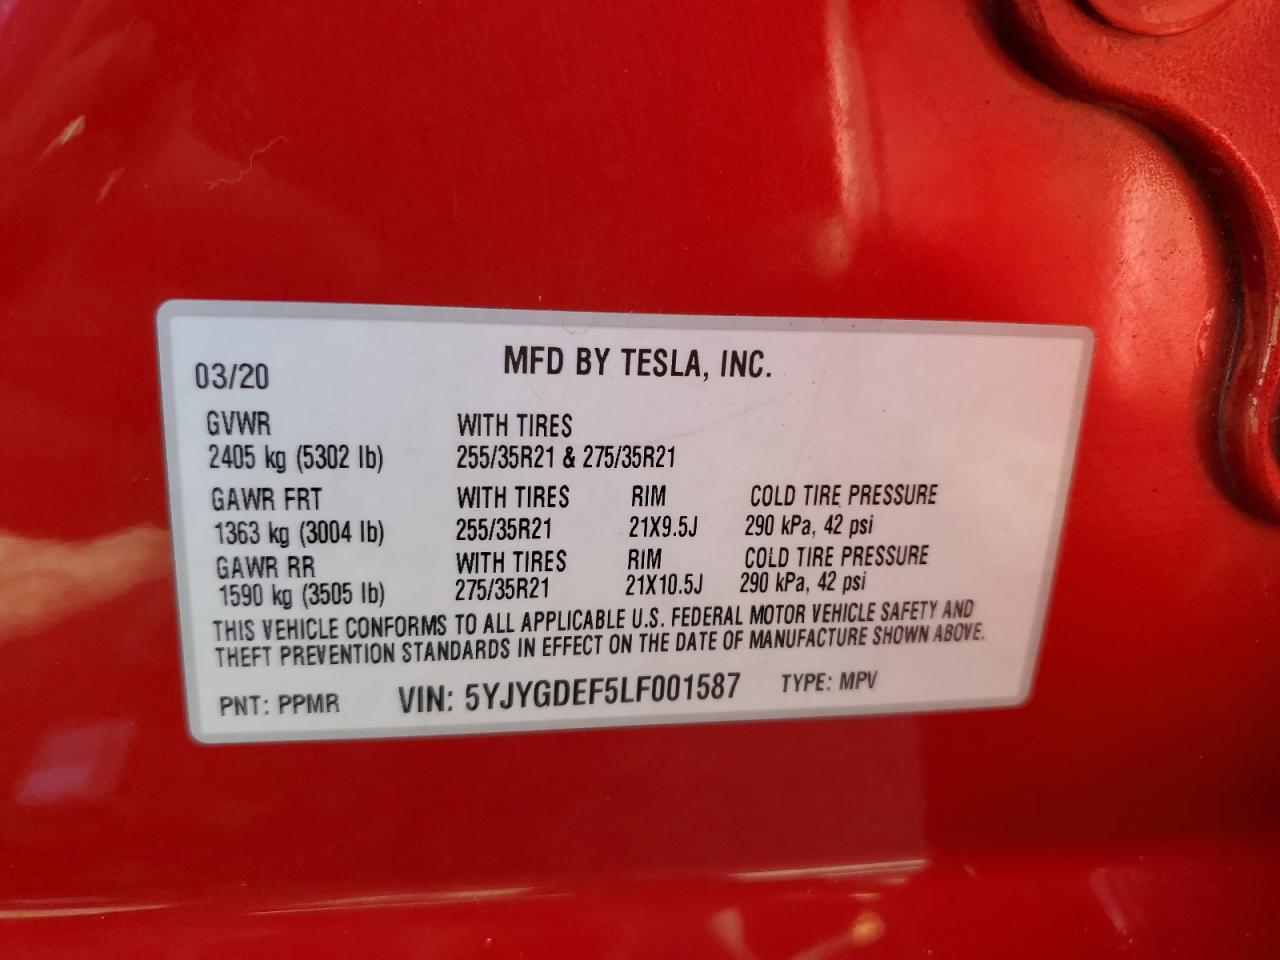 03/20 MFD BY TESLA, INC.
GVWR WITH TIRES
2405 kg (5302 lb) 255/35R21 & 275/35R21
GAWR FRT WITH TIRES RIM COLD TIRE PRESSURE
1363 kg (3004 lb) 255/35R21 21X9.5J 290 kPa, 42 psi
GAWR RR WITH TIRES RIM COLD TIRE PRESSURE
1590 kg (3505 lb) 275/35R21 21X10.5J 290 kPa, 42 psi
THIS VEHICLE CONFORMS TO ALL APPLICABLE U.S. FEDERAL MOTOR VEHICLE SAFETY AND
THEFT PREVENTION STANDARDS IN EFFECT ON THE DATE OF MANUFACTURE SHOWN ABOVE.
PNT: PPMR VIN: 5YJYGDEF5LF001587 TYPE: MPV